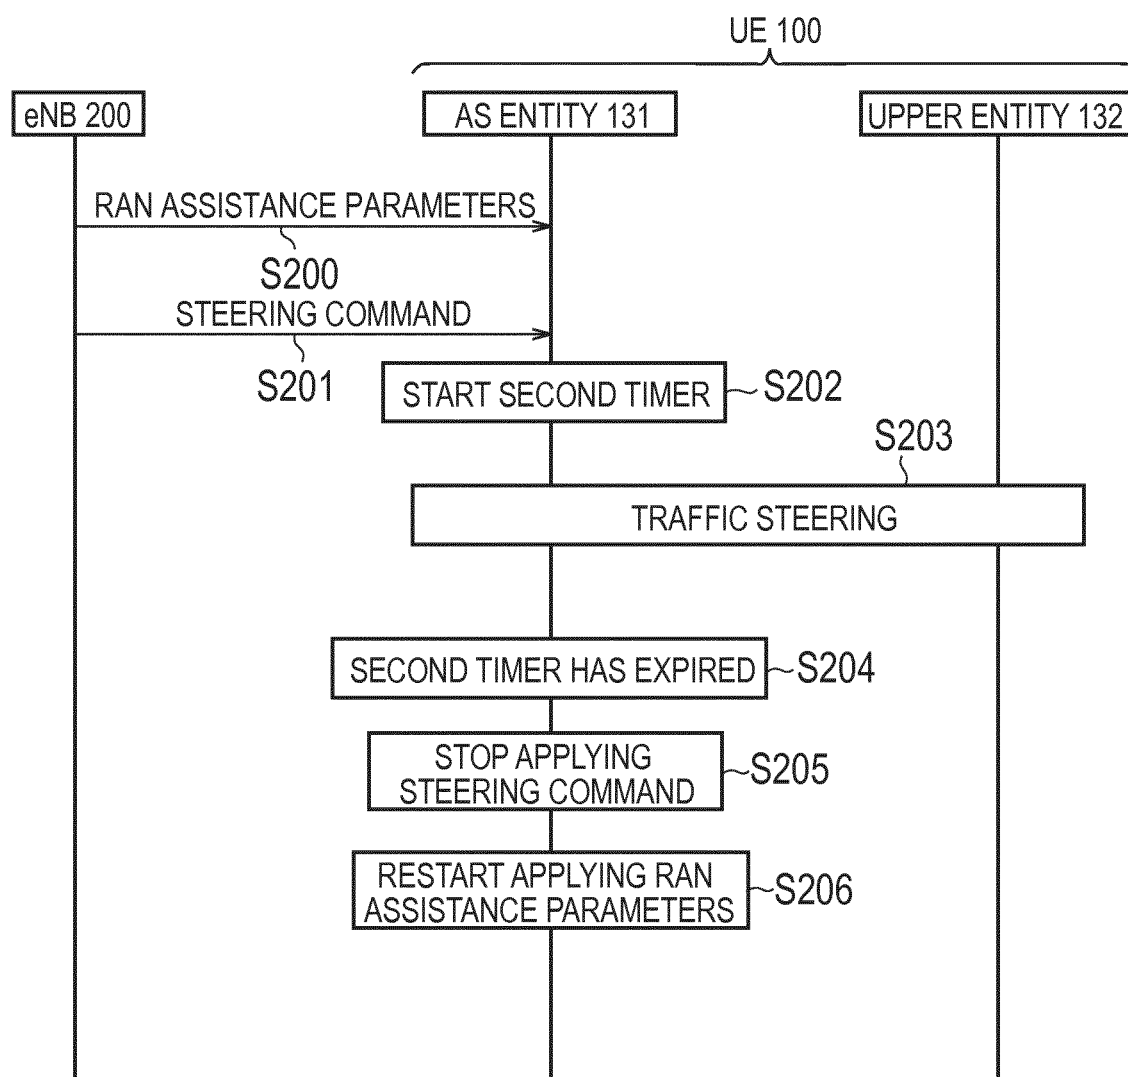 UE 100
eNB 200
AS ENTITY 131
UPPER ENTITY 132
RAN ASSISTANCE PARAMETERS
S200
STEERING COMMAND
S201
START SECOND TIMER
S202
S203
TRAFFIC STEERING
SECOND TIMER HAS EXPIRED
S204
STOP APPLYING
STEERING COMMAND
S205
RESTART APPLYING RAN
ASSISTANCE PARAMETERS
S206